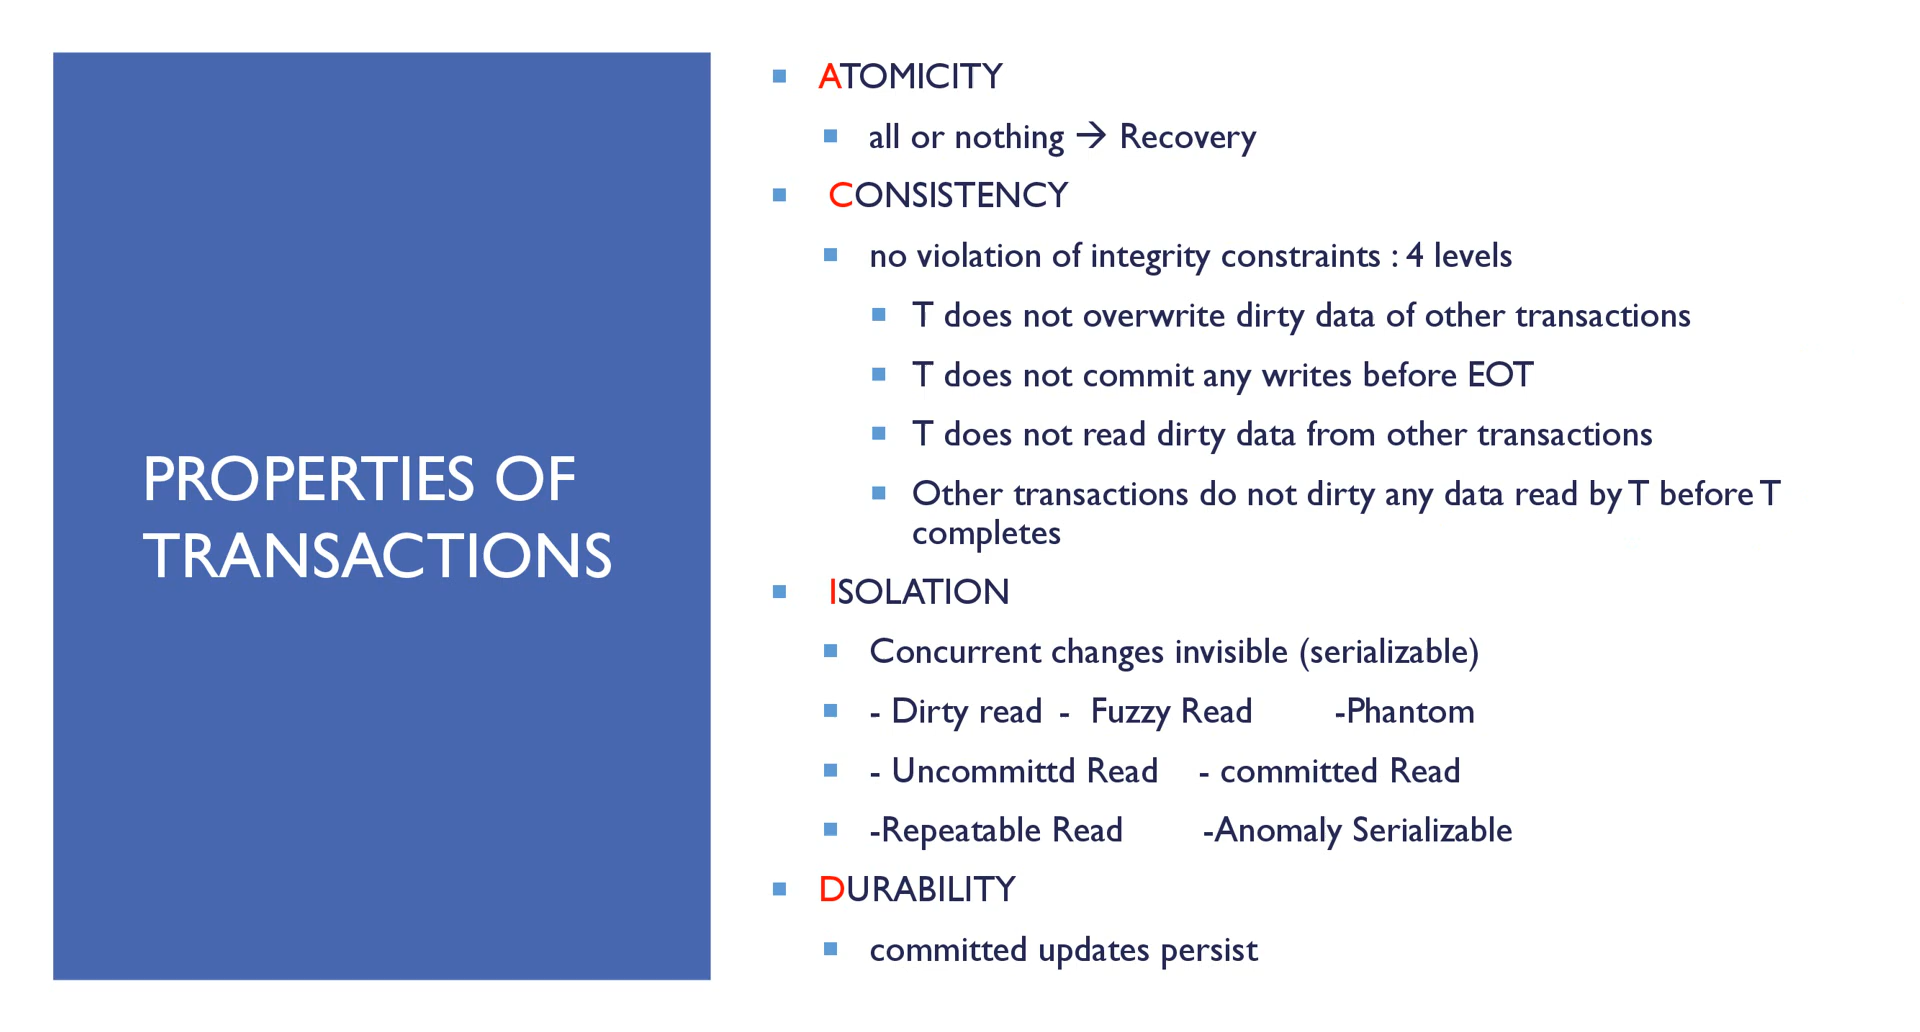 PROPERTIES OF
TRANSACTIONS
ATOMICITY
all or nothing → Recovery
CONSISTENCY
no violation of integrity constraints : 4 levels
T does not overwrite dirty data of other transactions
T does not commit any writes before EOT
T does not read dirty data from other transactions
Other transactions do not dirty any data read by T before T
completes
ISOLATION
Concurrent changes invisible (serializable)
- Dirty read - Fuzzy Read -Phantom
- Uncommittd Read - committed Read
-Repeatable Read -Anomaly Serializable
DURABILITY
committed updates persist